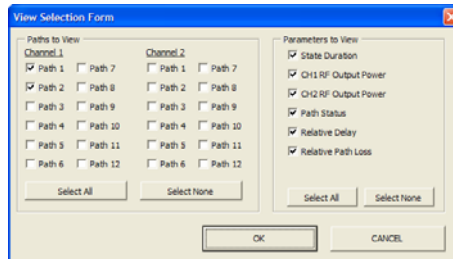 View Selection Form
Paths to View
Channel 1 Channel 2
Path 1 Path 7 Path 1 Path 7
Path 2 Path 8 Path 2 Path 8
Path 3 Path 9 Path 3 Path 9
Path 4 Path 10 Path 4 Path 10
Path 5 Path 11 Path 5 Path 11
Path 6 Path 12 Path 6 Path 12
Select All Select None
Parameters to View
State Duration
CH1 RF Output Power
CH2 RF Output Power
Path Status
Relative Delay
Relative Path Loss
Select All Select None
OK CANCEL